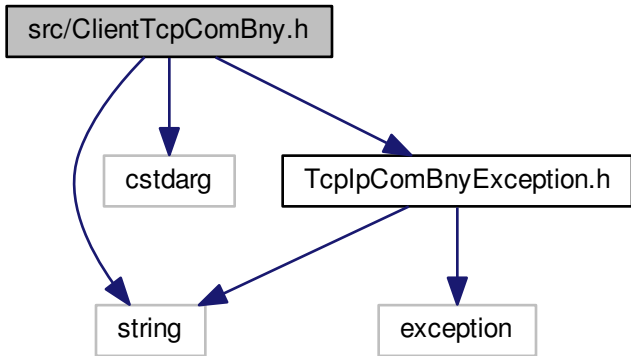 src/ClientTcpComBny.h
cstdarg
TcpIpComBnyException.h
string
exception